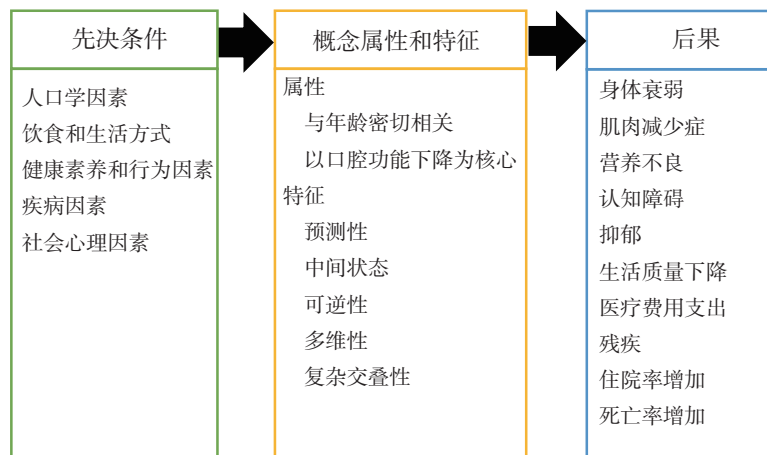 先决条件
人口学因素
饮食和生活方式
健康素养和行为因素
疾病因素
社会心理因素
概念属性和特征
属性
与年龄密切相关
以口腔功能下降为核心
特征
预测性
中间状态
可逆性
多维性
复杂交叠性
后果
身体衰弱
肌肉减少症
营养不良
认知障碍
抑郁
生活质量下降
医疗费用支出
残疾
住院率增加
死亡率增加